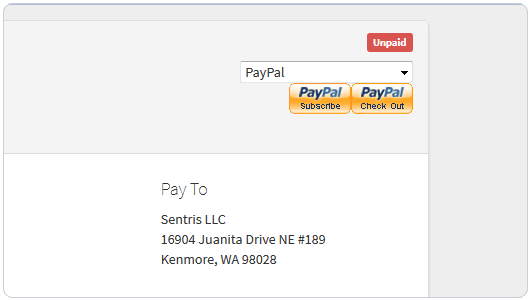 Unpaid
PayPal
PayPal PayPal
Subscribe Check Out
Pay To
Sentris LLC
16904 Juanita Drive NE #189
Kenmore, WA 98028